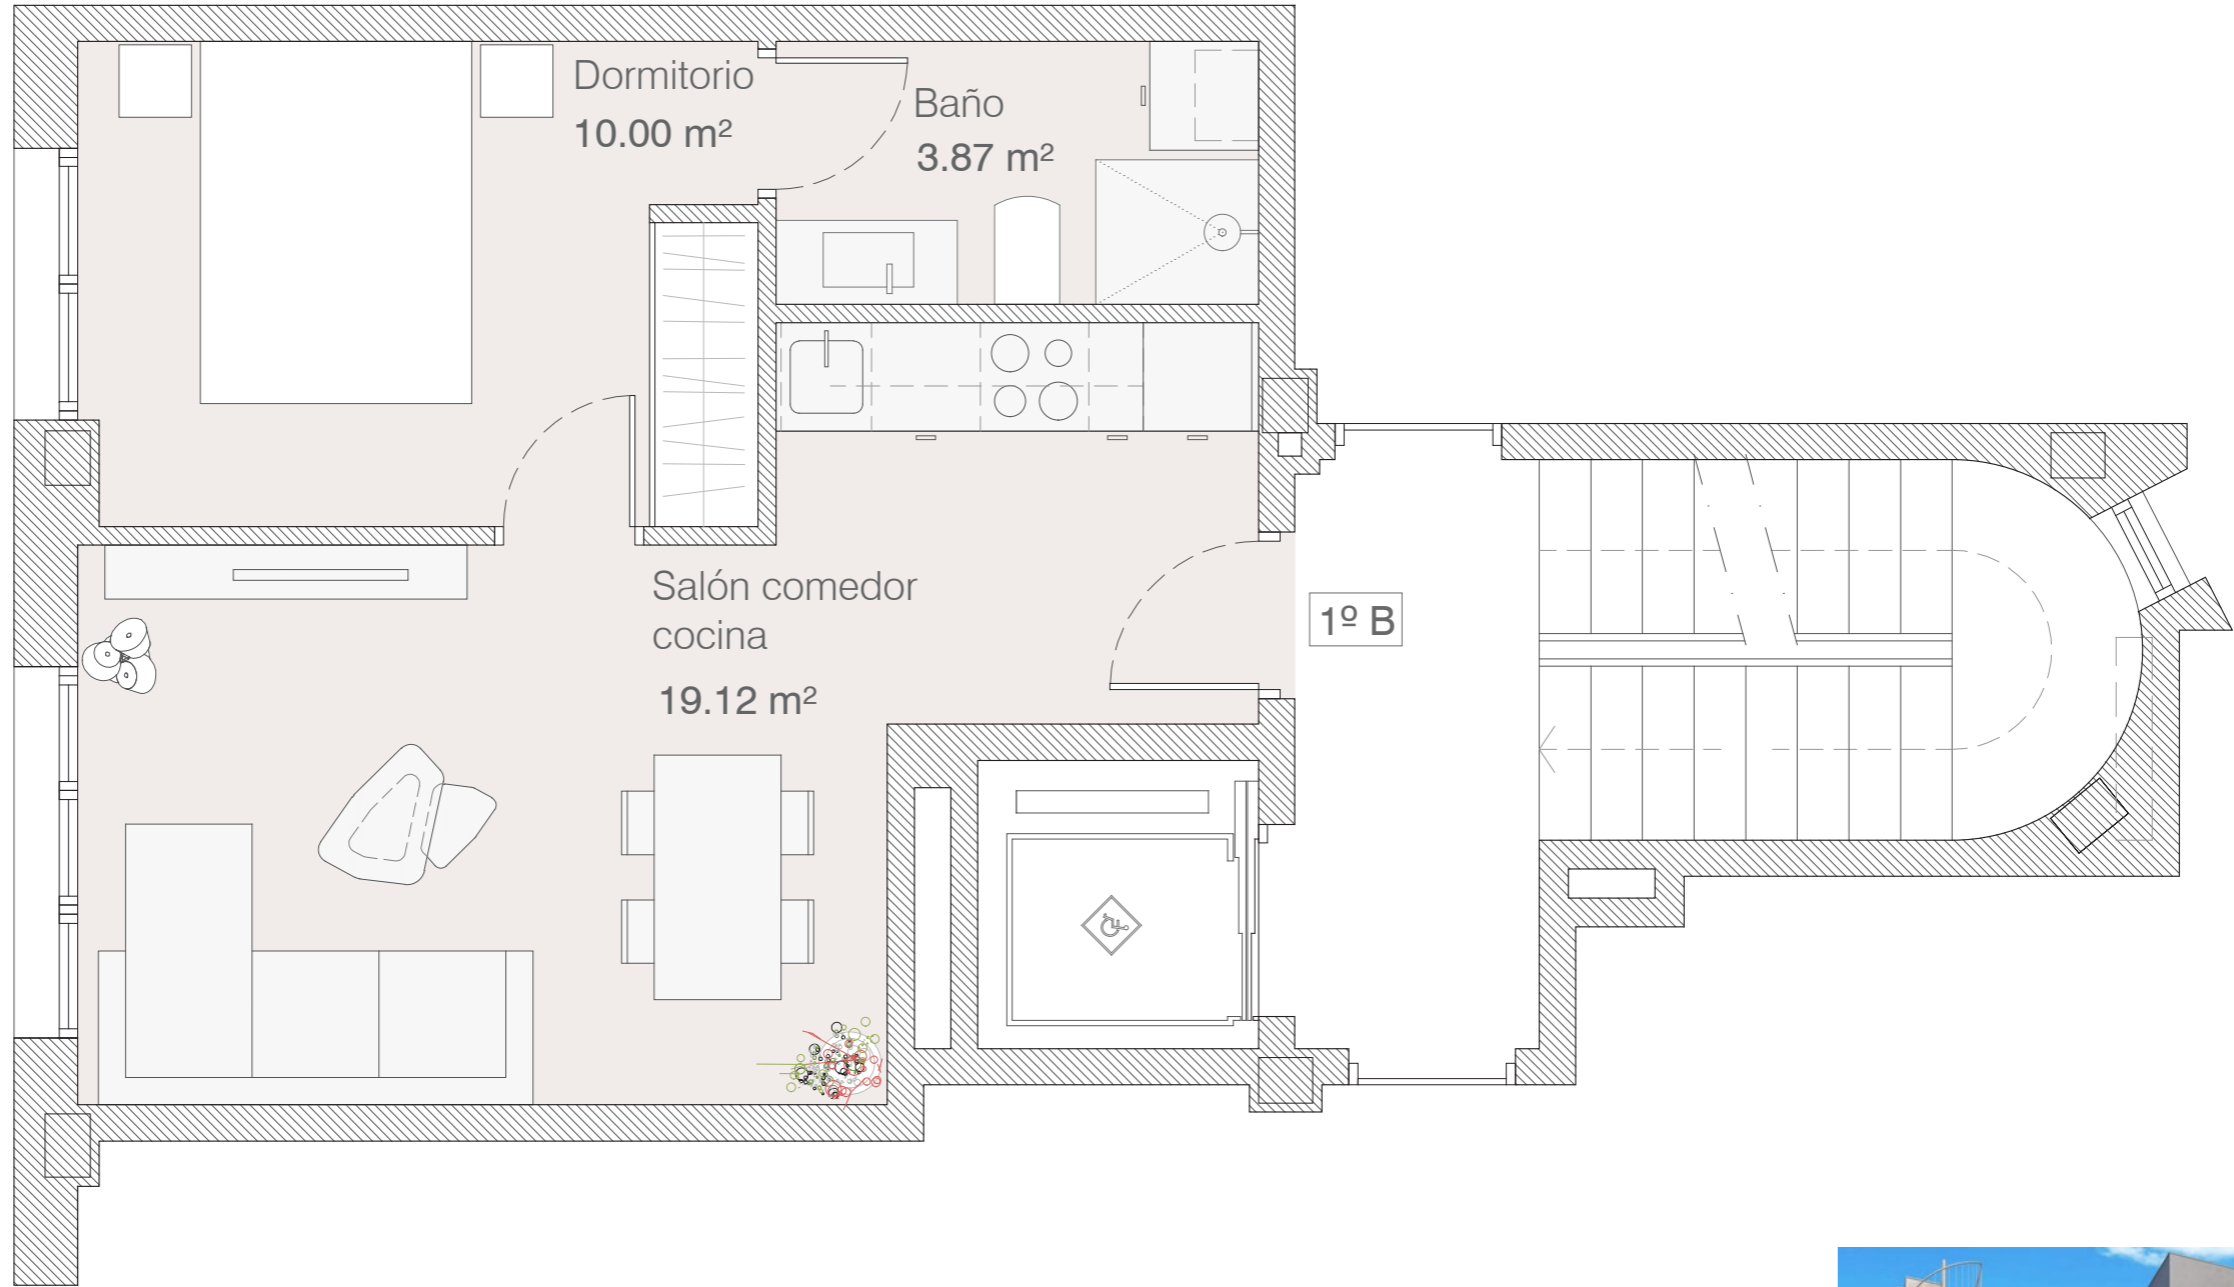 Dormitorio
10.00 m²
Baño
3.87 m²
Salón comedor
cocina
19.12 m²
1º B